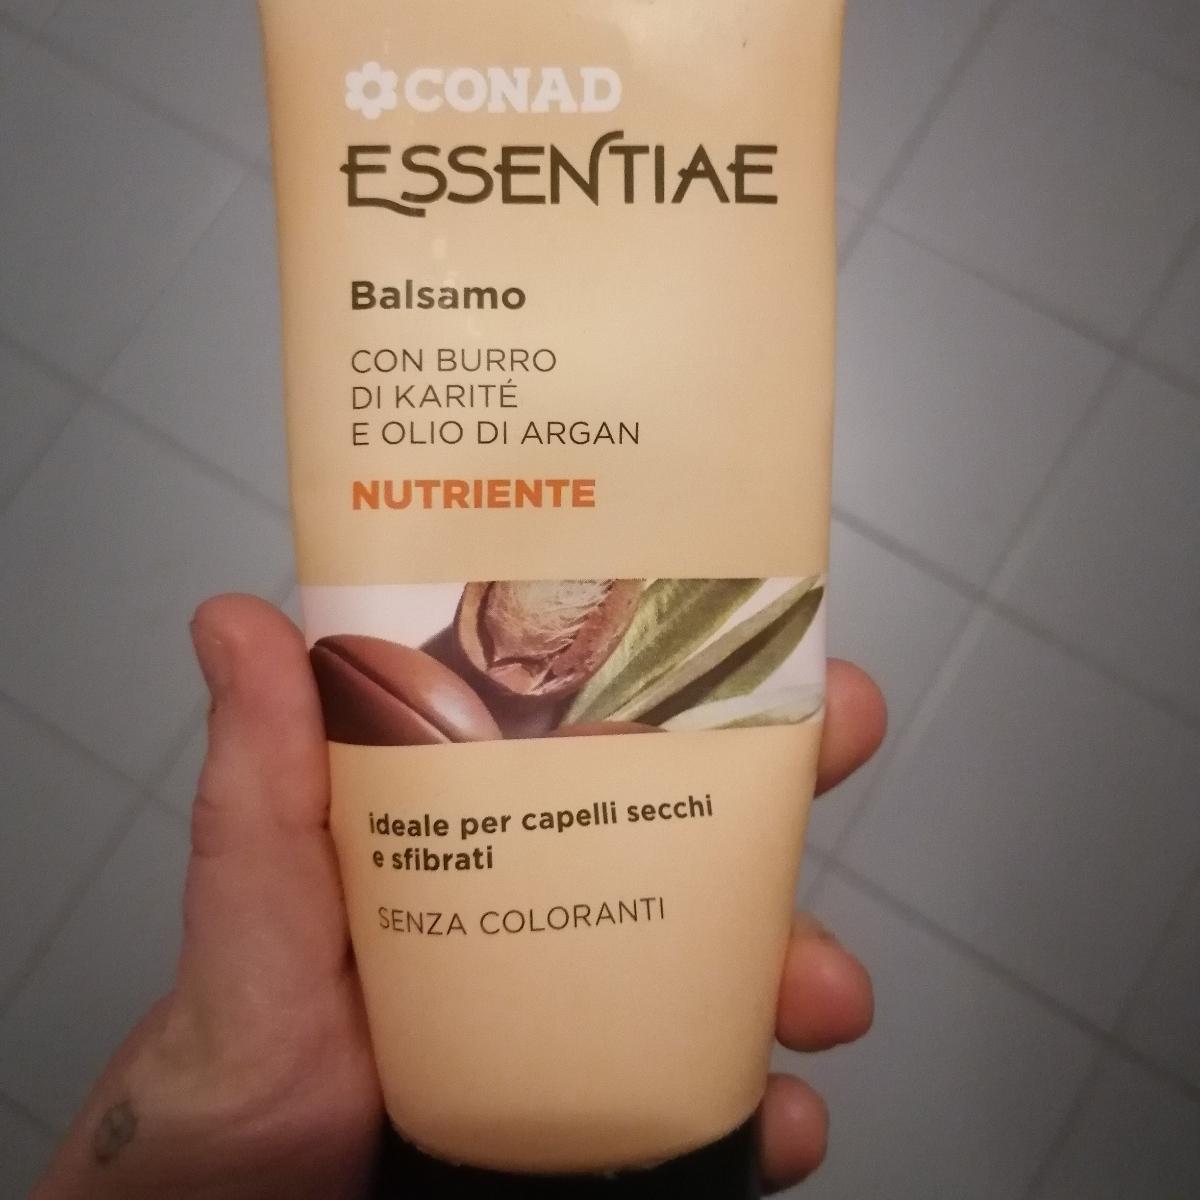 CONAD
ESSENTIAE
Balsamo
CON BURRO
DI KARITÉ
E OLIO DI ARGAN
NUTRIENTE
ideale per capelli secchi
e sfibrati
SENZA COLORANTI